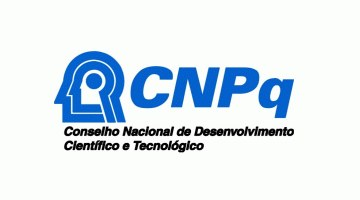 CNPq
Conselho Nacional de Desenvolvimento
Científico e Tecnológico